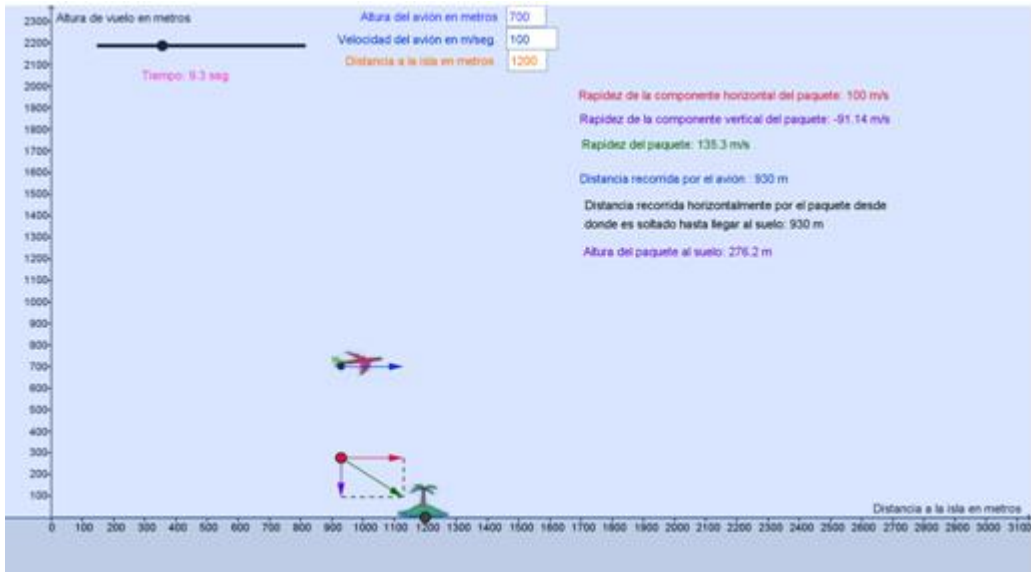 Altura de vuelo en metros
Altura del avión en metros 700
Velocidad del avión en m/seg 100
Distancia a la isla en metros 1200
Tiempo: 9.3 seg
Rapidez de la componente horizontal del paquete: 100 m/s
Rapidez de la componente vertical del paquete: -91.14 m/s
Rapidez del paquete: 135.3 m/s
Distancia recorrida por el avión : 930 m
Distancia recorrida horizontalmente por el paquete desde
donde es soltado hasta llegar al suelo: 930 m
Altura del paquete al suelo: 276.2 m
2300
2200
2100
2000
1900
1800
1700
1600
1500
1400
1300
1200
1100
1000
900
800
700
600
500
400
300
200
100
Distancia a la isla en metros
0 100 200 300 400 500 600 700 800 900 1000 1100 1200 1300 1400 1500 1600 1700 1800 1900 2000 2100 2200 2300 2400 2500 2600 2700 2800 2900 3000 3100